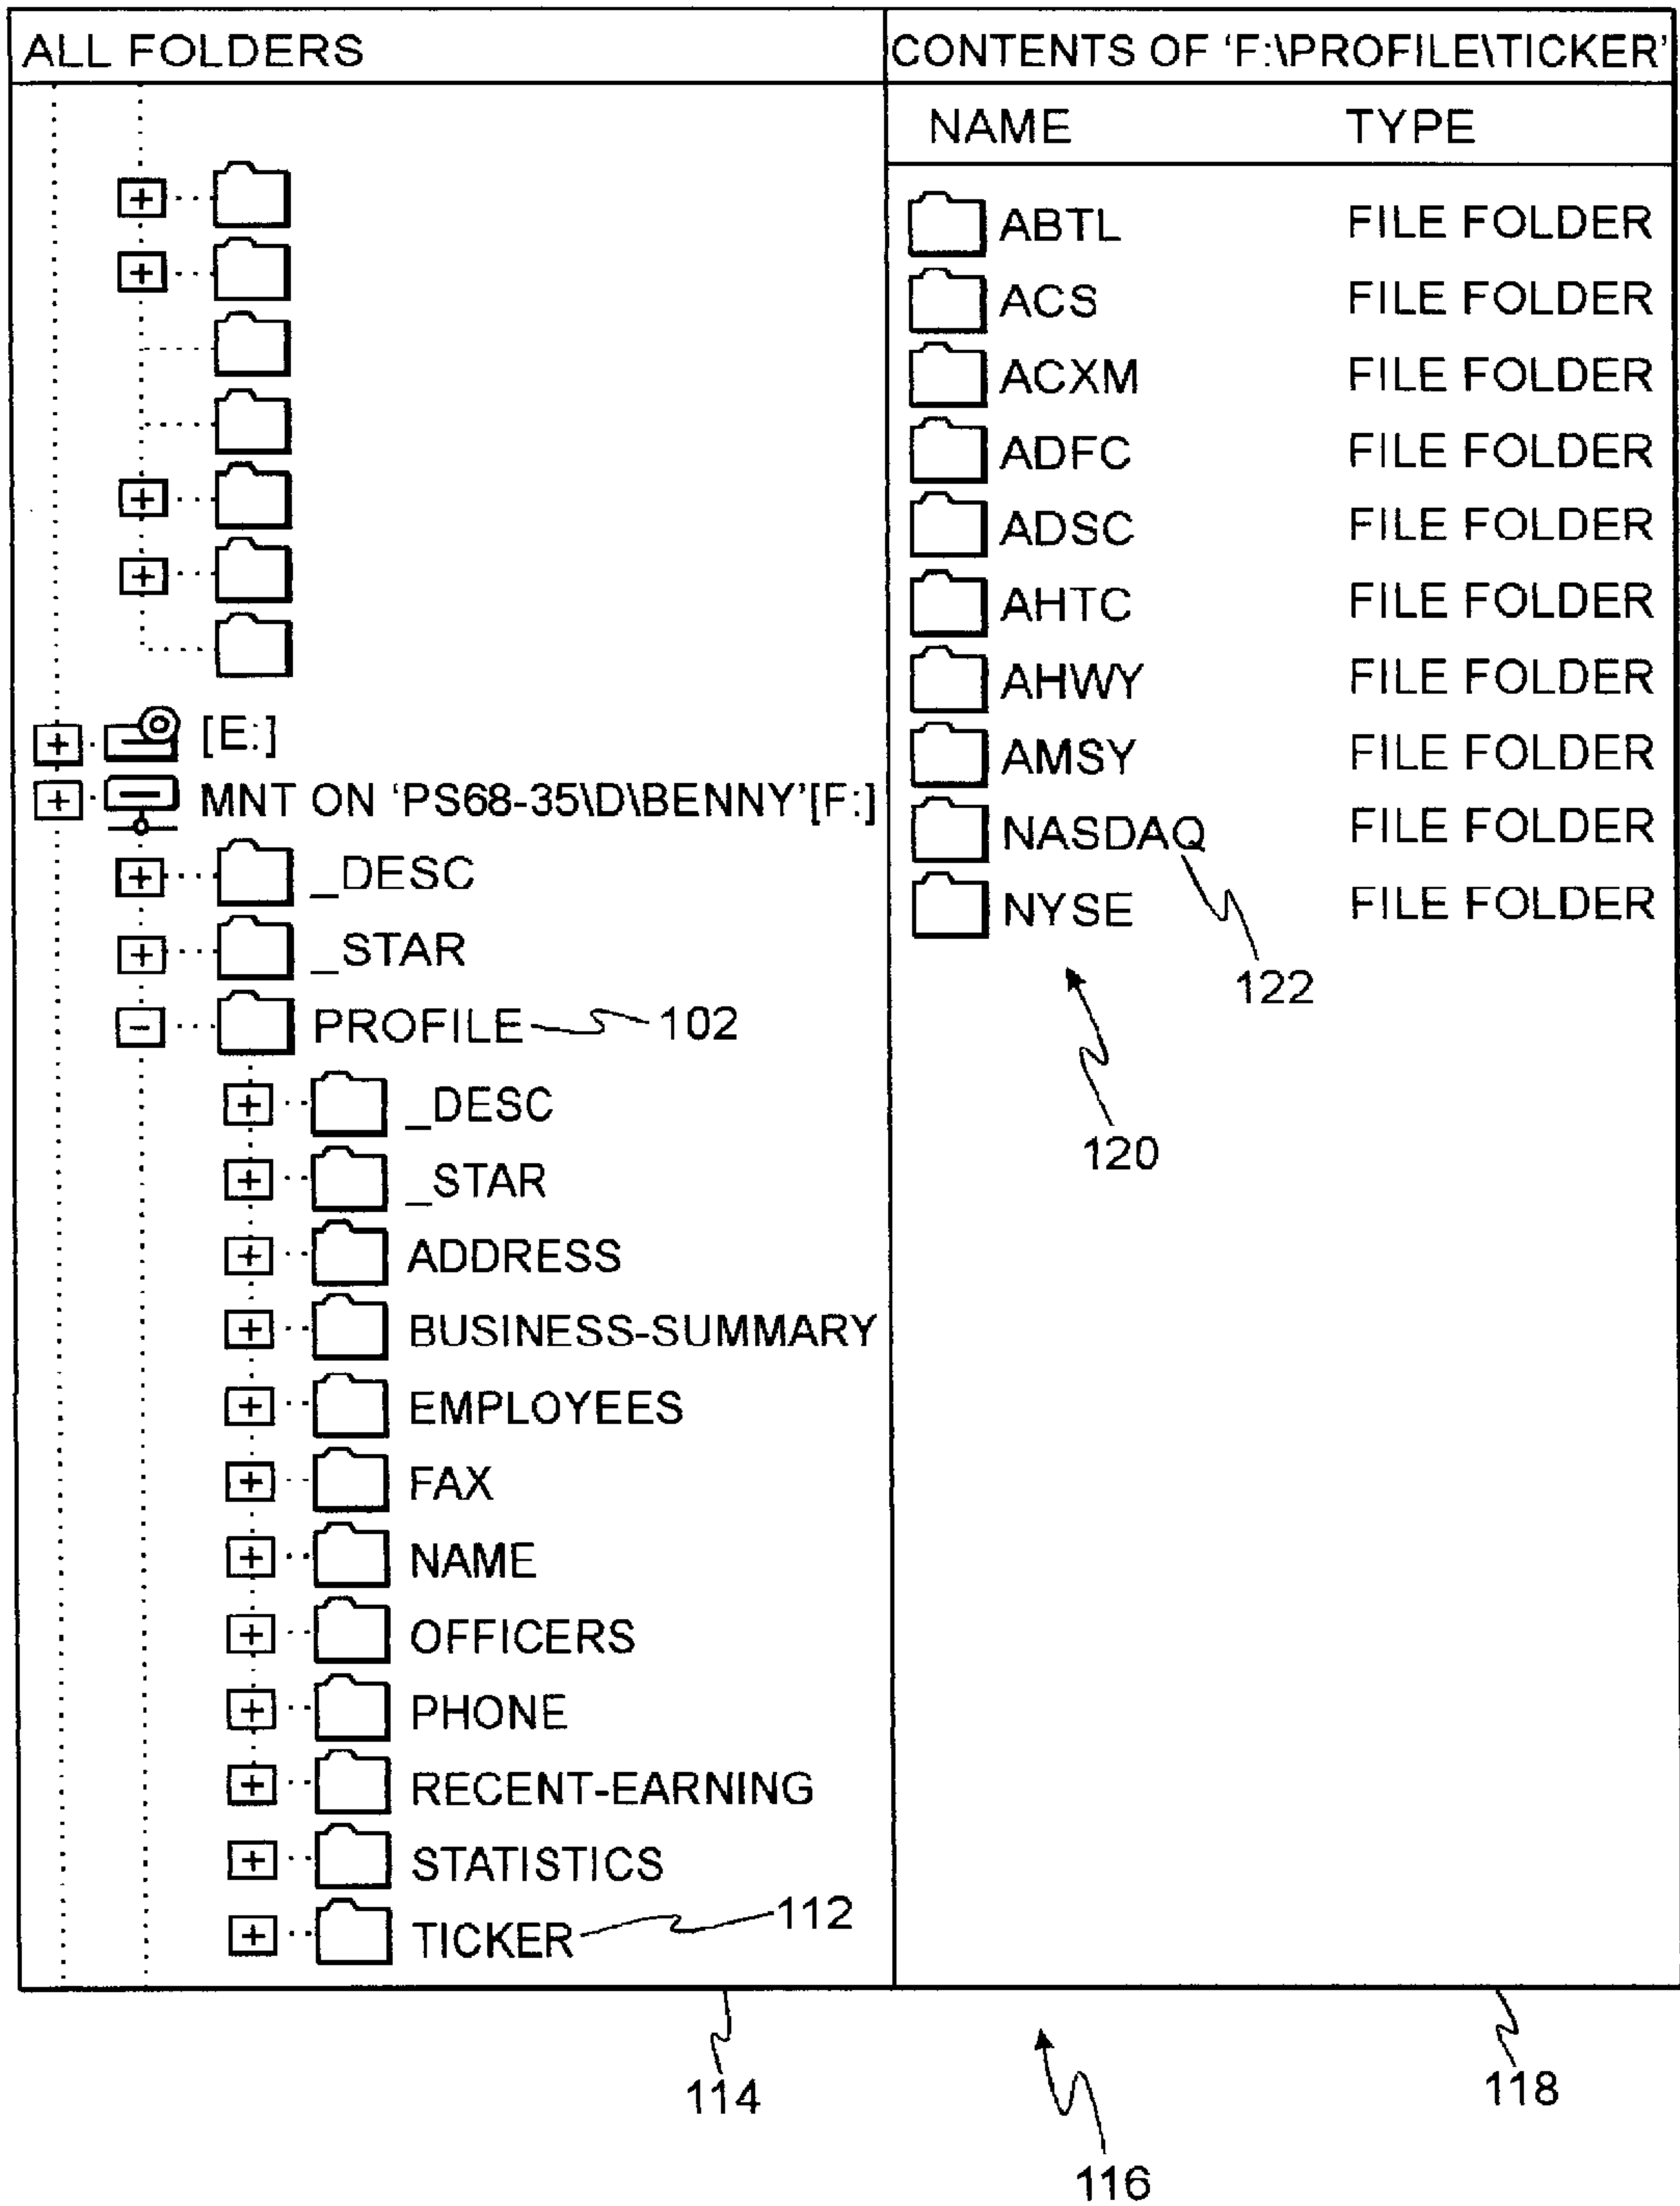 ALL FOLDERS
[E:]
MNT ON 'PS68-35\D\BENNY'[F:]
_DESC
_STAR
PROFILE 102
_DESC
_STAR
ADDRESS
BUSINESS-SUMMARY
EMPLOYEES
FAX
NAME
OFFICERS
PHONE
RECENT-EARNING
STATISTICS
TICKER 112
CONTENTS OF 'F:\PROFILE\TICKER'
NAME TYPE
ABTL FILE FOLDER
ACS FILE FOLDER
ACXM FILE FOLDER
ADFC FILE FOLDER
ADSC FILE FOLDER
AHTC FILE FOLDER
AHWY FILE FOLDER
AMSY FILE FOLDER
NASDAQ FILE FOLDER
NYSE FILE FOLDER
122
120
114
118
116